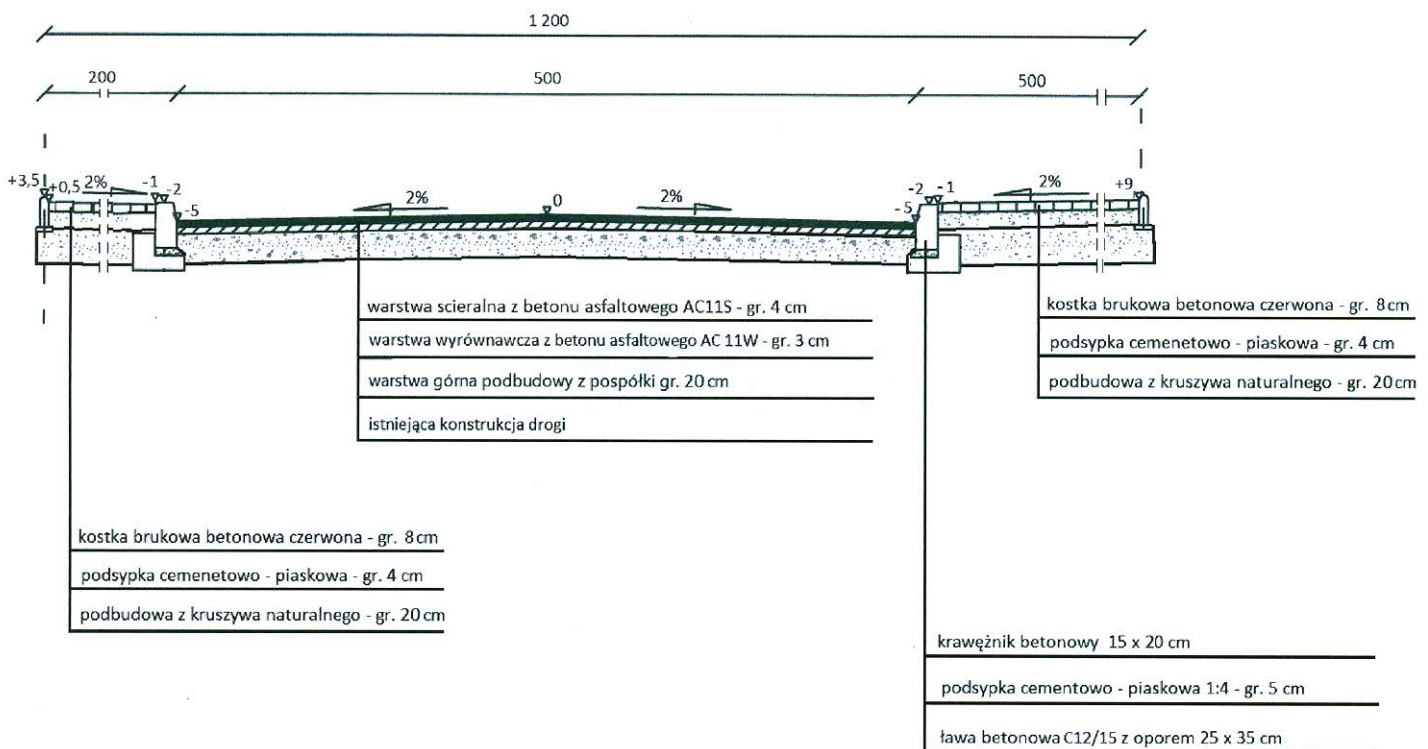 1 200
200
500
500
+3,5
+0,5
2%
-1
-2
-5
2%
0
2%
-2
-1
-5
2%
+9
warstwa scieralna z betonu asfaltowego AC11S - gr. 4 cm
warstwa wyrównawcza z betonu asfaltowego AC 11W - gr. 3 cm
warstwa górna podbudowy z pospółki gr. 20 cm
istniejąca konstrukcja drogi
kostka brukowa betonowa czerwona - gr. 8 cm
podsypka cemenetowo - piaskowa - gr. 4 cm
podbudowa z kruszywa naturalnego - gr. 20 cm
kostka brukowa betonowa czerwona - gr. 8 cm
podsypka cemenetowo - piaskowa - gr. 4 cm
podbudowa z kruszywa naturalnego - gr. 20 cm
krawężnik betonowy 15 x 20 cm
podsypka cementowo - piaskowa 1:4 - gr. 5 cm
ława betonowa C12/15 z oporem 25 x 35 cm